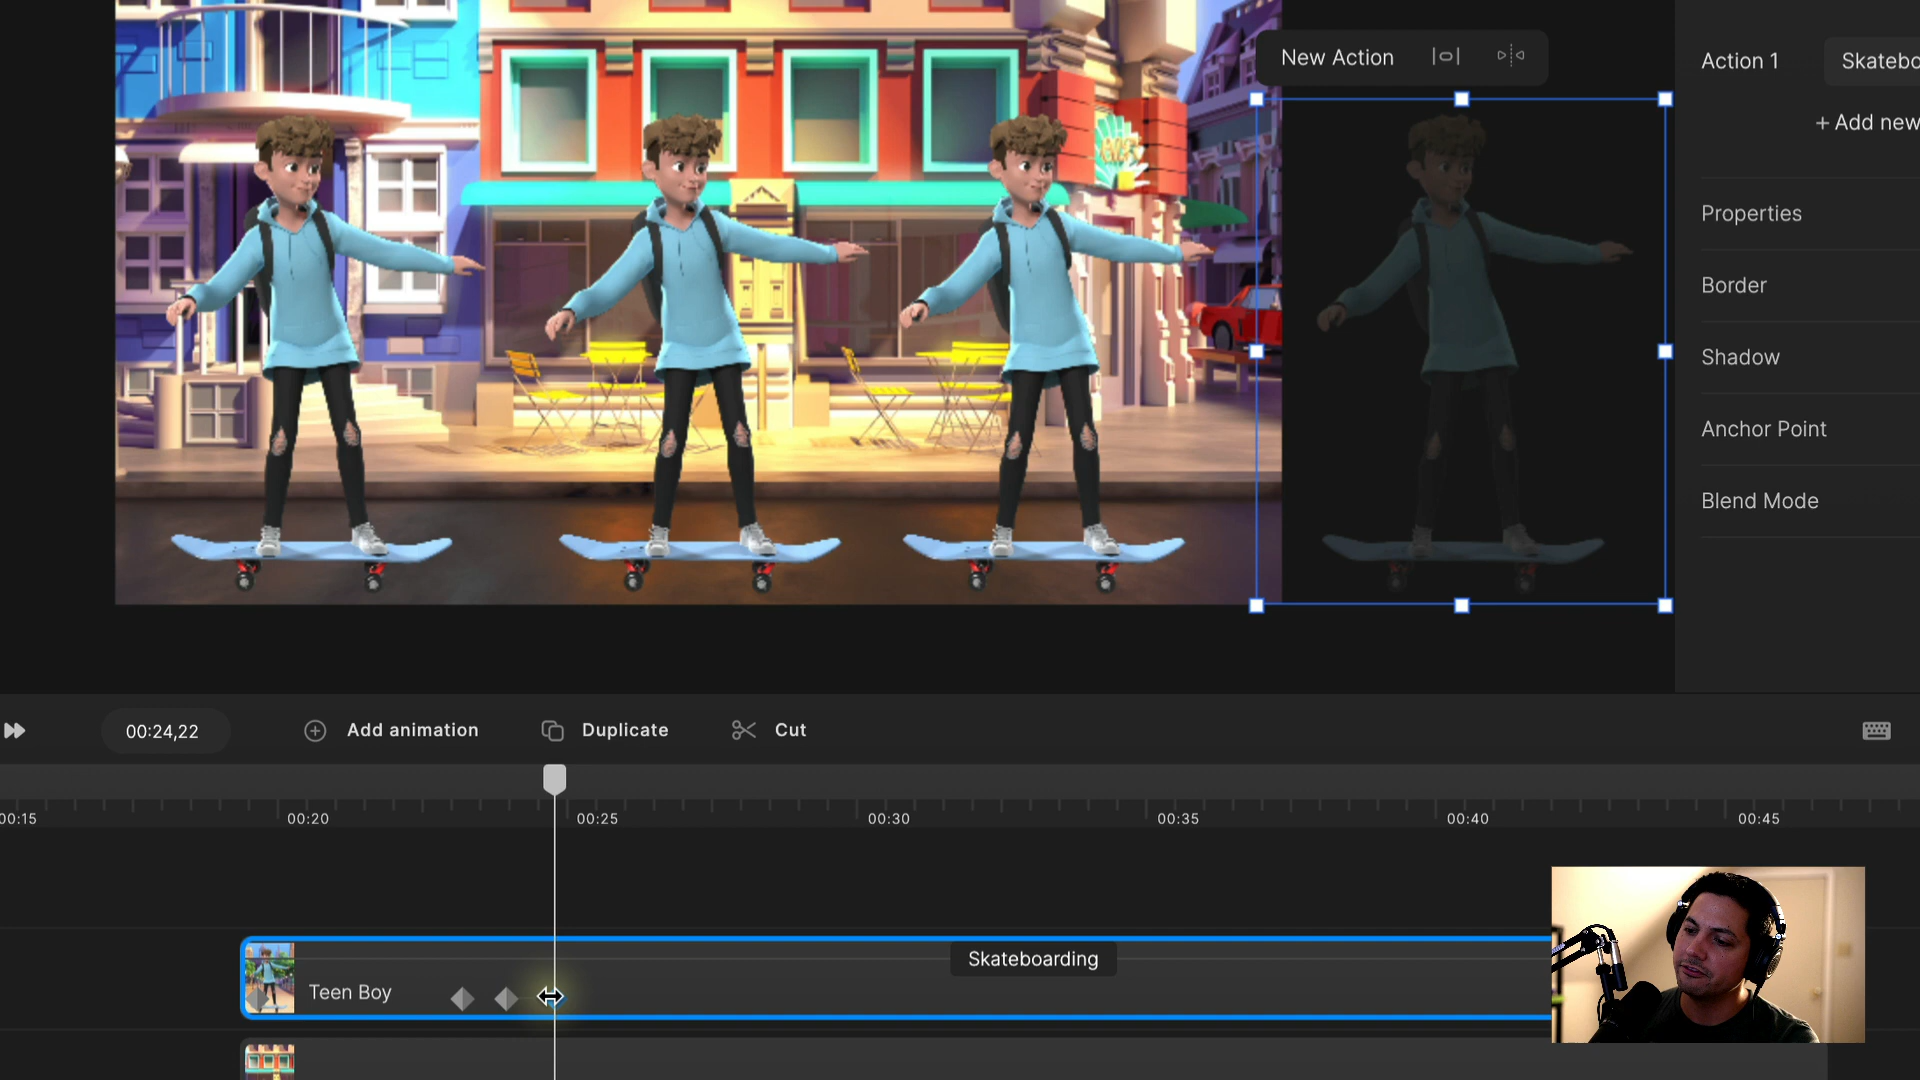 New Action
Action 1
Skatebo
+ Add new
Properties
Border
Shadow
Anchor Point
Blend Mode
00:24,22
Add animation
Duplicate
Cut
00:15
00:20
00:25
00:30
00:35
00:40
00:45
Skateboarding
Teen Boy